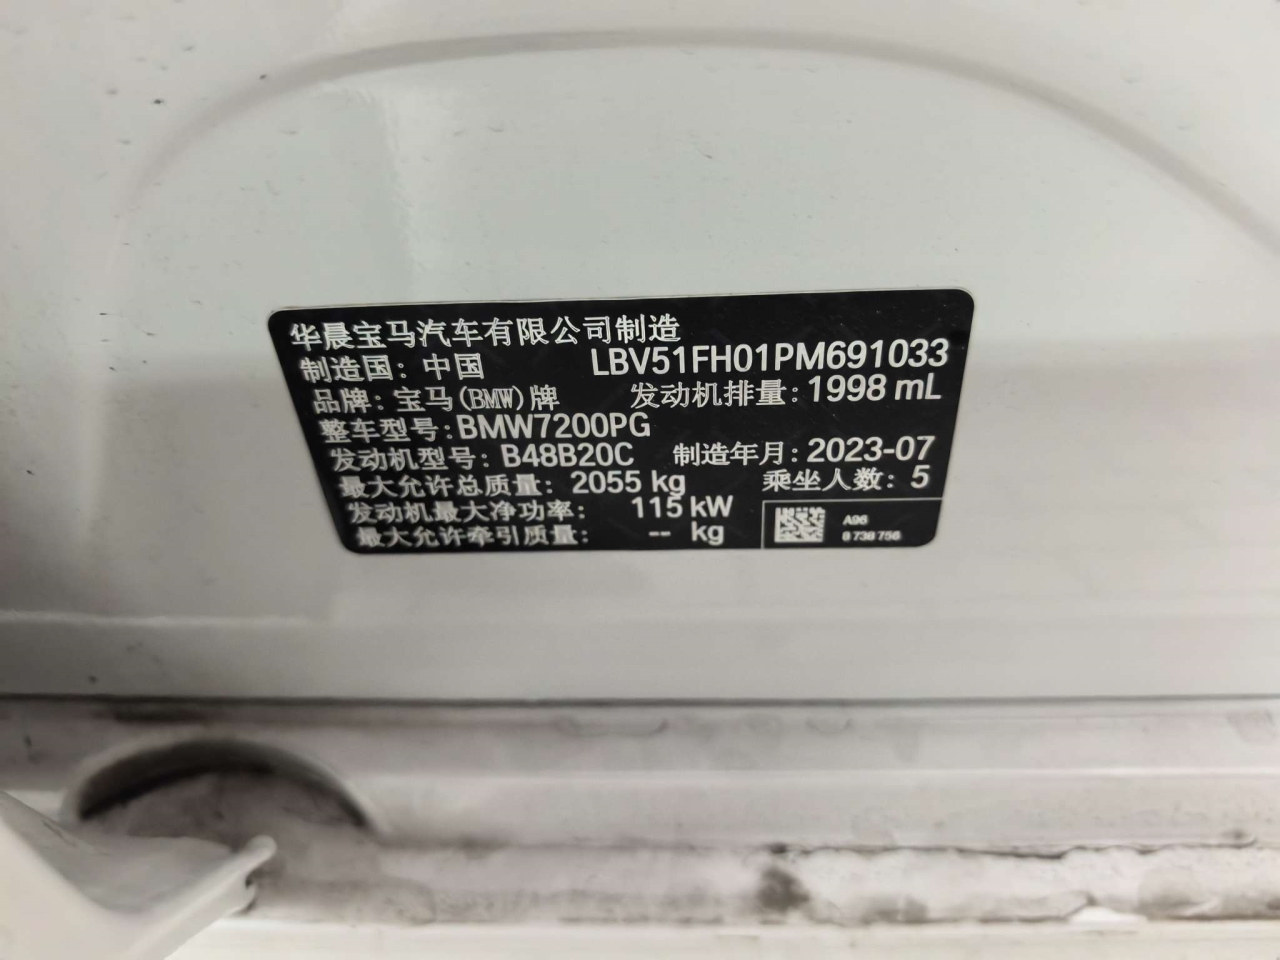 华晨宝马汽车有限公司制造
制造国：中国 LBV51FH01PM691033
品牌：宝马(BMW)牌 发动机排量：1998 mL
整车型号：BMW7200PG
发动机型号：B48B20C 制造年月：2023-07
最大允许总质量：2055 kg 乘坐人数：5
发动机最大净功率：115 kW
最大允许牵引质量：-- kg
A96
8 738 756